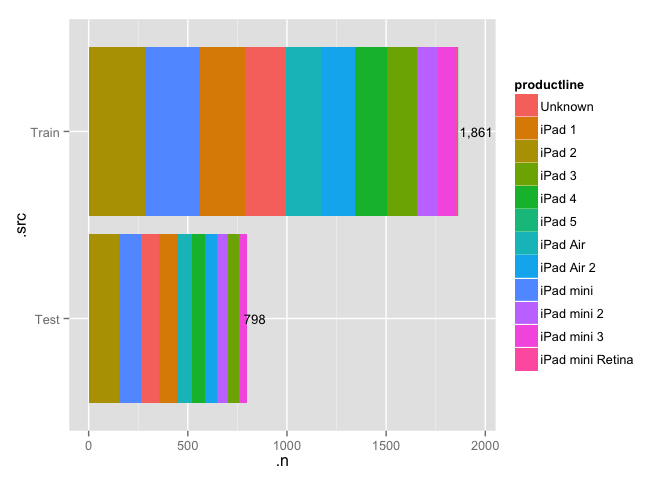 productline
Unknown
iPad 1
iPad 2
iPad 3
iPad 4
iPad 5
iPad Air
iPad Air 2
iPad mini
iPad mini 2
iPad mini 3
iPad mini Retina
.src
Train
1,861
Test
798
0 500 1000 1500 2000
.n